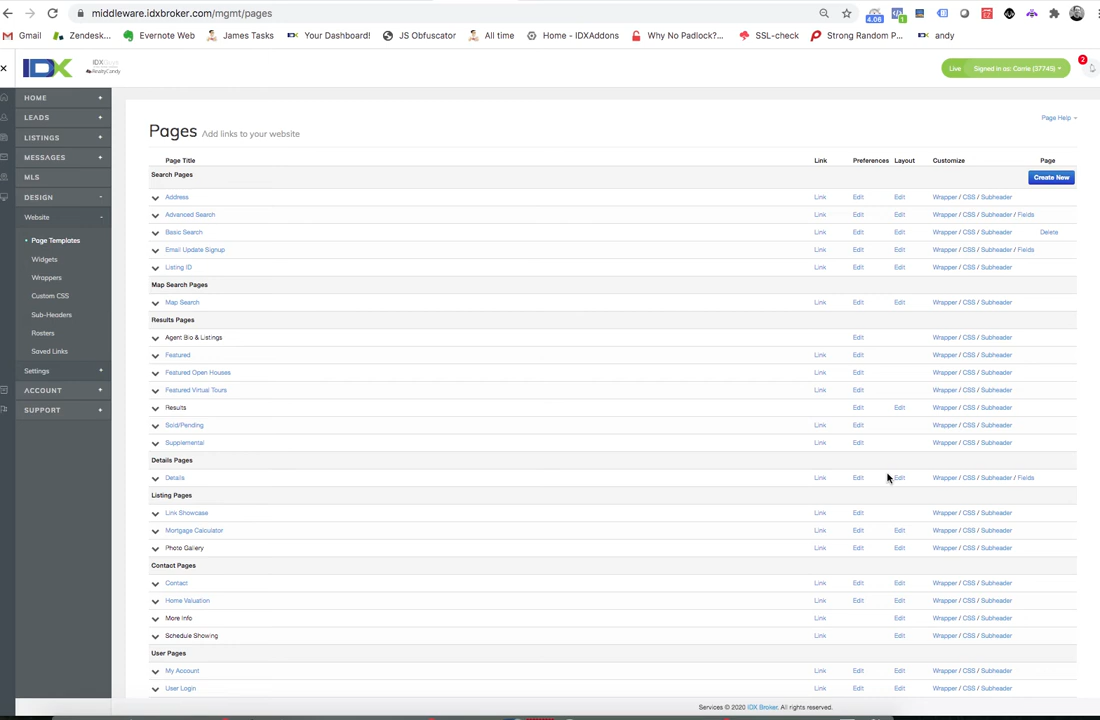 middleware.idxbroker.com/mgmt/pages
4.06
1
Gmail Zendesk... Evernote Web James Tasks Your Dashboard! JS Obfuscator All time Home - IDXAddons Why No Padlock?... SSL-check Strong Random P... andy
IDX
RealtyCandy
Live Signed in as: Carrie (37745)
2
HOME +
LEADS +
LISTINGS +
MESSAGES +
MLS
DESIGN -
Website -
• Page Templates
Widgets
Wrappers
Custom CSS
Sub-Headers
Rosters
Saved Links
Settings +
ACCOUNT +
SUPPORT +
Pages Add links to your website
Page Help
Page Title Link Preferences Layout Customize Page
Search Pages Create New
Address Link Edit Edit Wrapper / CSS / Subheader
Advanced Search Link Edit Edit Wrapper / CSS / Subheader / Fields
Basic Search Link Edit Edit Wrapper / CSS / Subheader Delete
Email Update Signup Link Edit Edit Wrapper / CSS / Subheader / Fields
Listing ID Link Edit Edit Wrapper / CSS / Subheader
Map Search Pages
Map Search Link Edit Edit Wrapper / CSS / Subheader
Results Pages
Agent Bio & Listings Edit Wrapper / CSS / Subheader
Featured Link Edit Wrapper / CSS / Subheader
Featured Open Houses Link Edit Wrapper / CSS / Subheader
Featured Virtual Tours Link Edit Wrapper / CSS / Subheader
Results Edit Edit Wrapper / CSS / Subheader
Sold/Pending Link Edit Wrapper / CSS / Subheader
Supplemental Link Edit Wrapper / CSS / Subheader
Details Pages
Details Link Edit Edit Wrapper / CSS / Subheader / Fields
Listing Pages
Link Showcase Link Edit Wrapper / CSS / Subheader
Mortgage Calculator Link Edit Edit Wrapper / CSS / Subheader
Photo Gallery Link Edit Wrapper / CSS / Subheader
Contact Pages
Contact Link Edit Edit Wrapper / CSS / Subheader
Home Valuation Link Edit Edit Wrapper / CSS / Subheader
More Info Link Edit Wrapper / CSS / Subheader
Schedule Showing Link Edit Wrapper / CSS / Subheader
User Pages
My Account Link Edit Edit Wrapper / CSS / Subheader
User Login Link Edit Edit Wrapper / CSS / Subheader
Services © 2020 IDX Broker. All rights reserved.